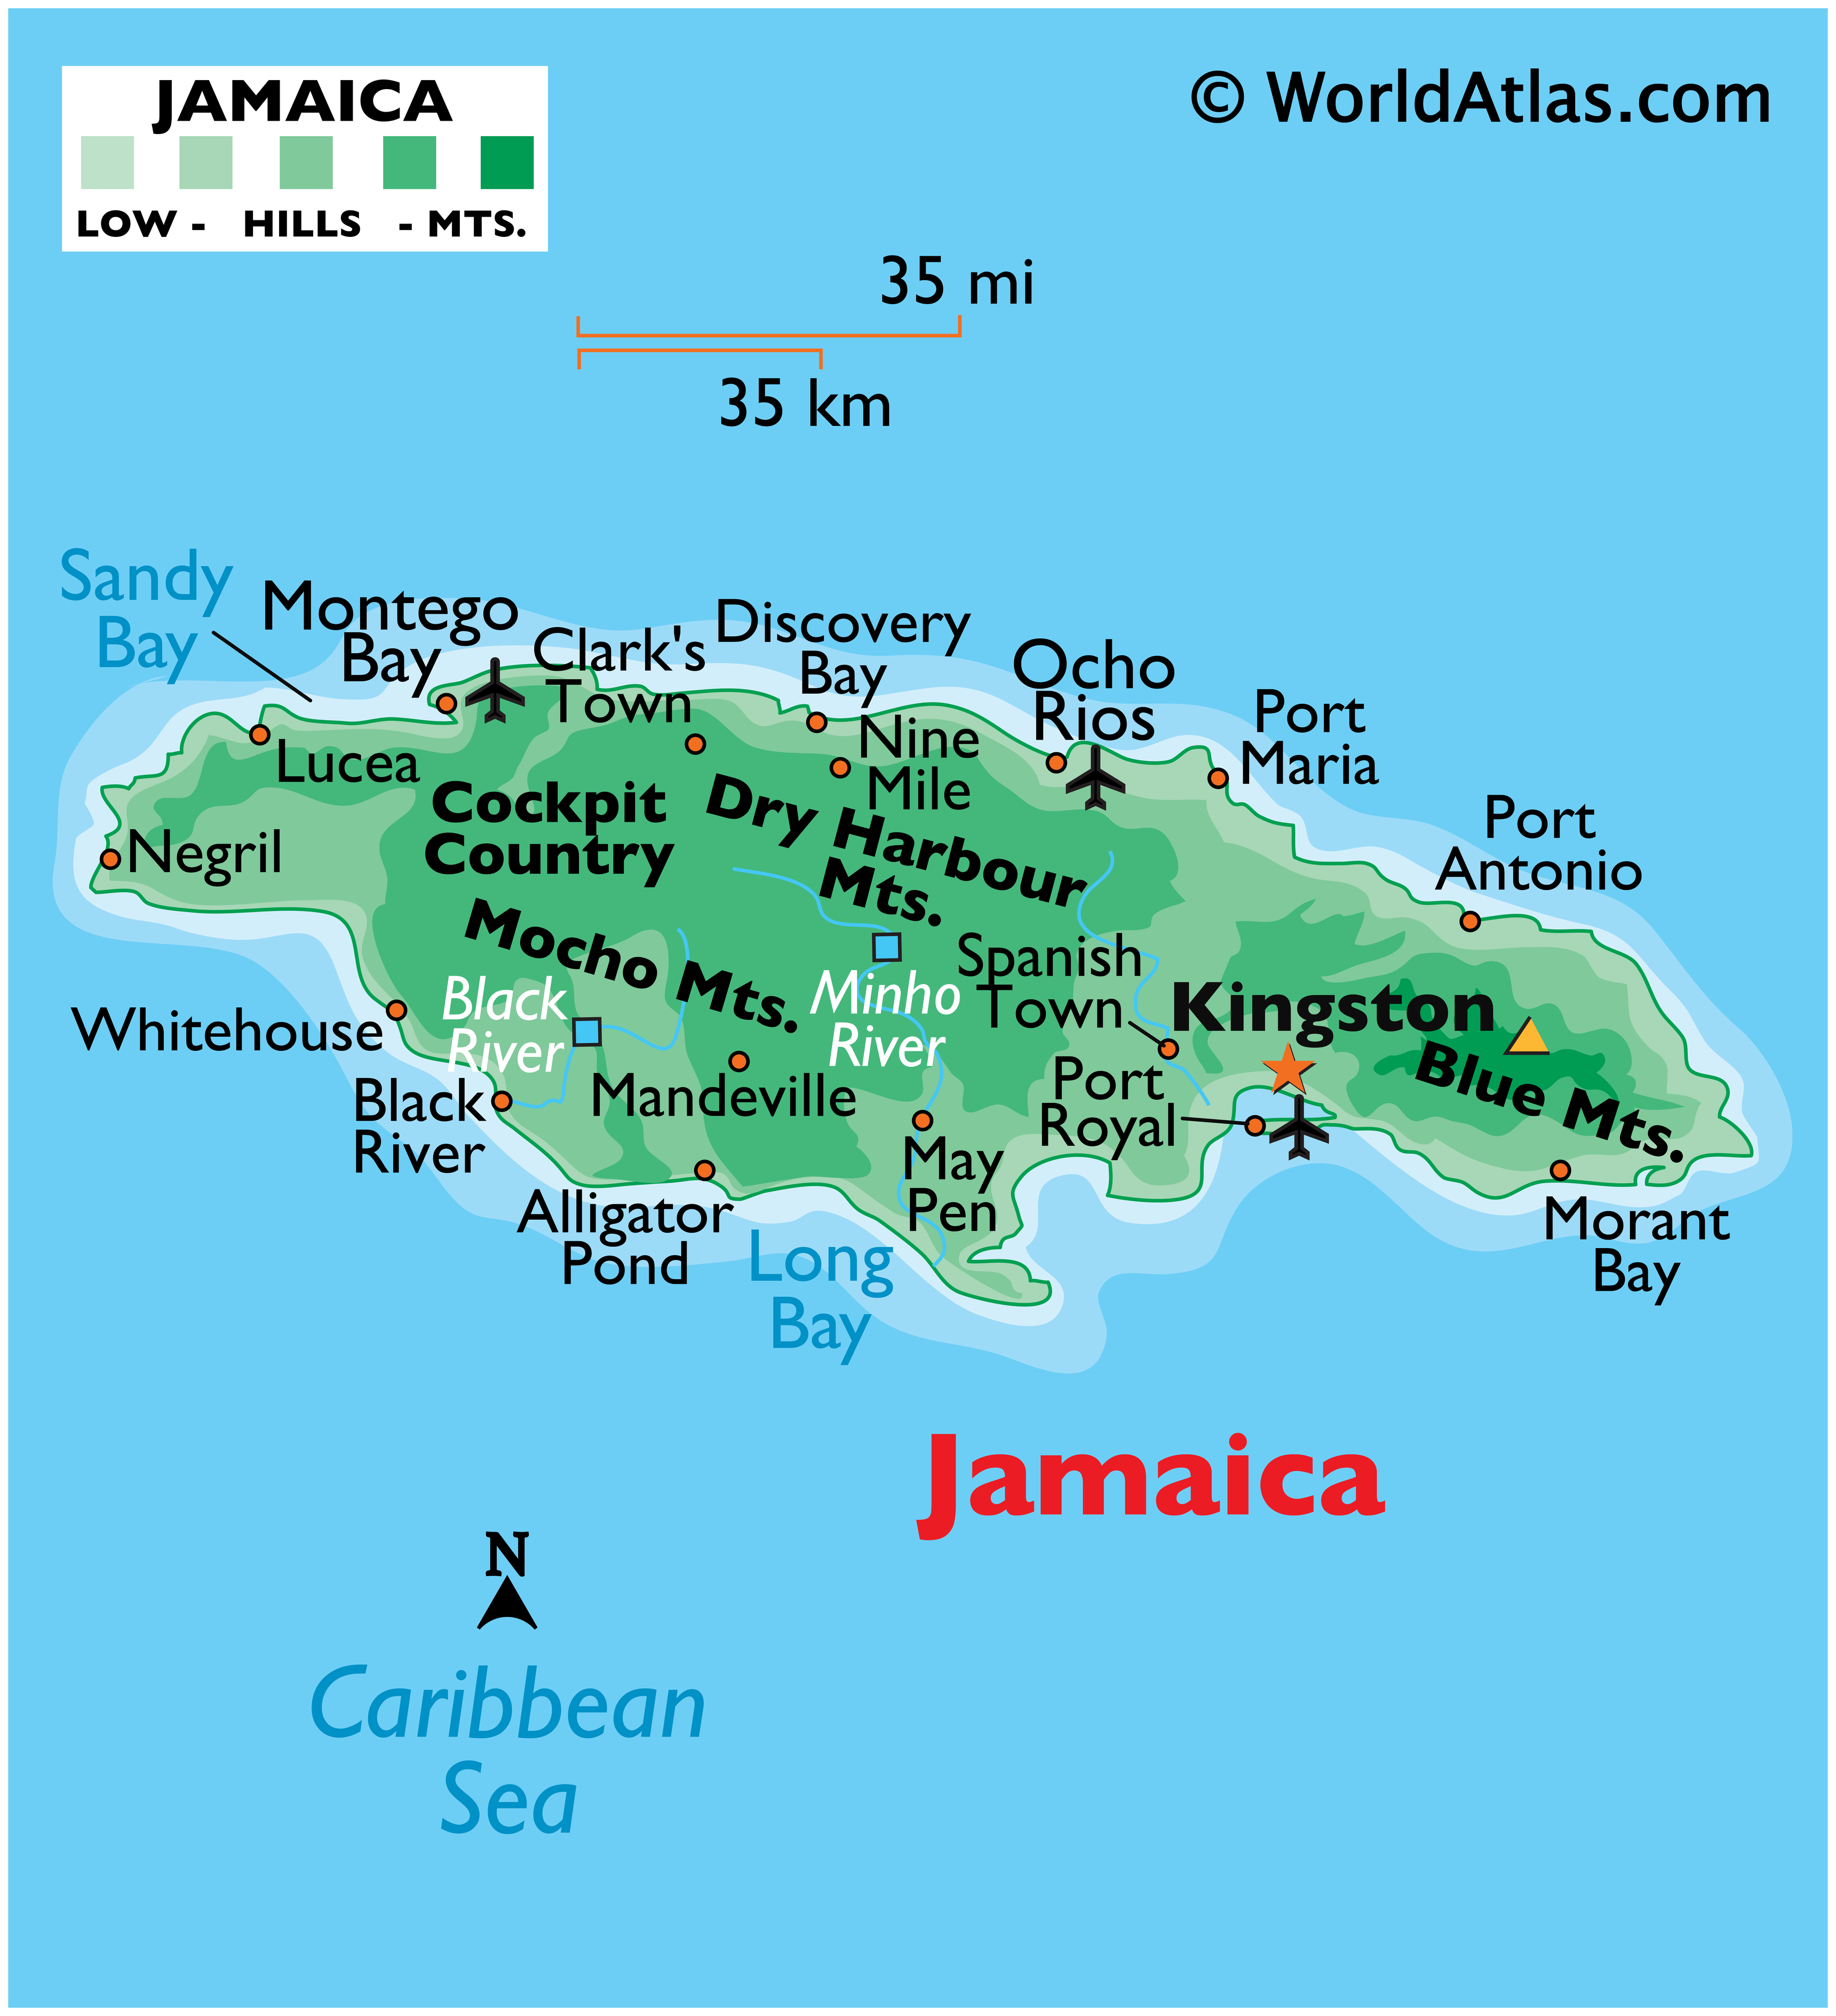 JAMAICA
LOW - HILLS - MTS.
© WorldAtlas.com
35 mi
35 km
Sandy
Bay
Montego
Bay
Clark's
Town
Discovery
Bay
Ocho
Rios
Port
Maria
Lucea
Nine
Mile
Negril
Cockpit
Country
Dry Harbour
Mts.
Port
Antonio
Mocho Mts.
Black
River
Minho
River
Spanish
Town
Kingston
Whitehouse
Blue Mts.
Black
River
Mandeville
Port
Royal
May
Pen
Alligator
Pond
Long
Bay
Morant
Bay
Jamaica
N
Caribbean
Sea